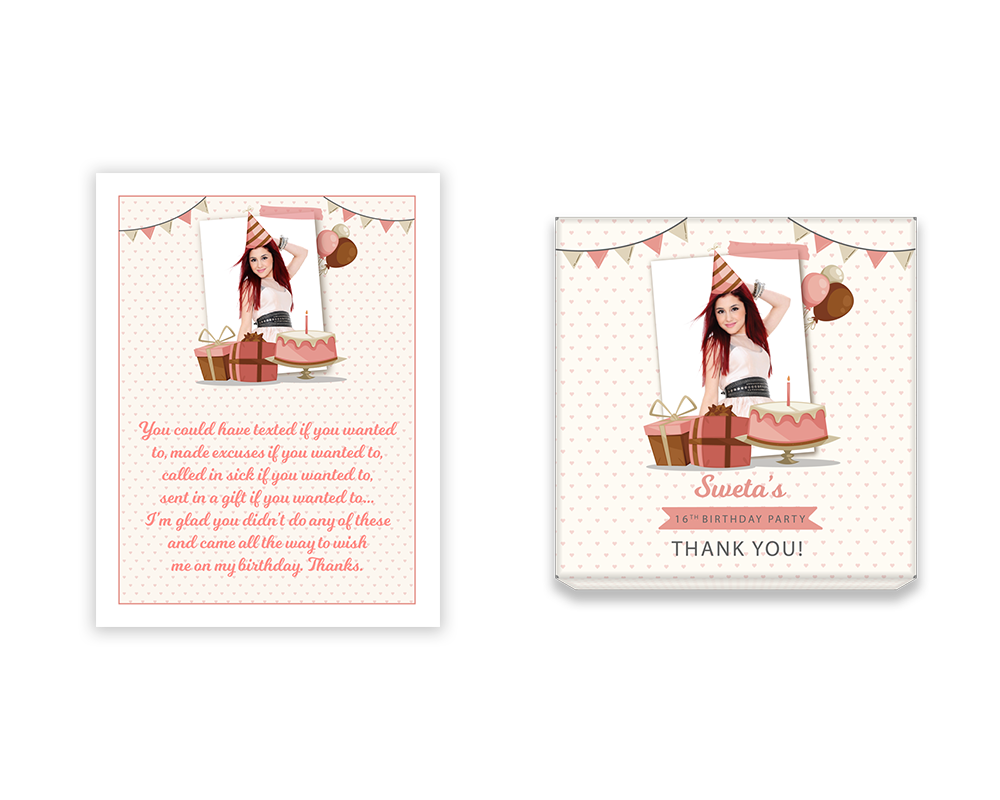 You could have texted if you wanted
to, made excuses if you wanted to,
called in sick if you wanted to,
sent in a gift if you wanted to...
I'm glad you didn't do any of these
and came all the way to wish
me on my birthday. Thanks.
Sweta's
16TH BIRTHDAY PARTY
THANK YOU!